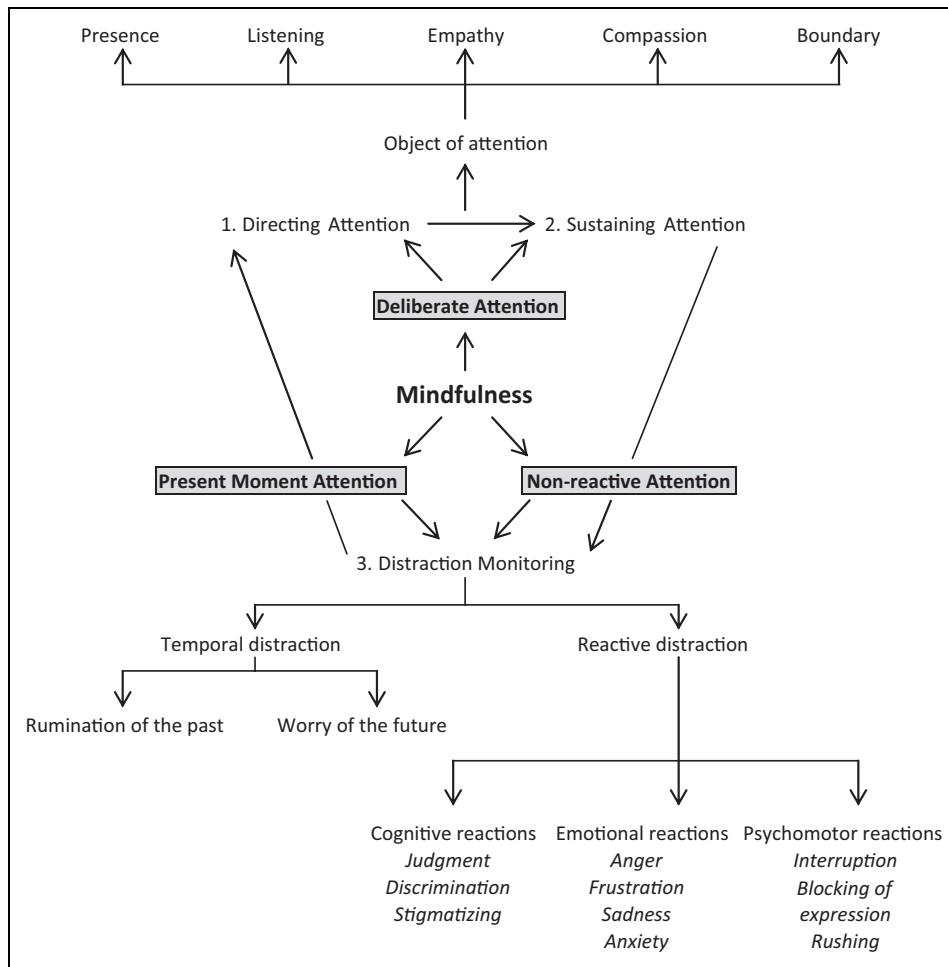 Presence Listening Empathy Compassion Boundary
Object of attention
1. Directing Attention 2. Sustaining Attention
Deliberate Attention
Mindfulness
Present Moment Attention Non-reactive Attention
3. Distraction Monitoring
Temporal distraction Reactive distraction
Rumination of the past Worry of the future
Cognitive reactions Emotional reactions Psychomotor reactions
Judgment Anger Interruption
Discrimination Frustration Blocking of
Stigmatizing Sadness expression
Anxiety Rushing